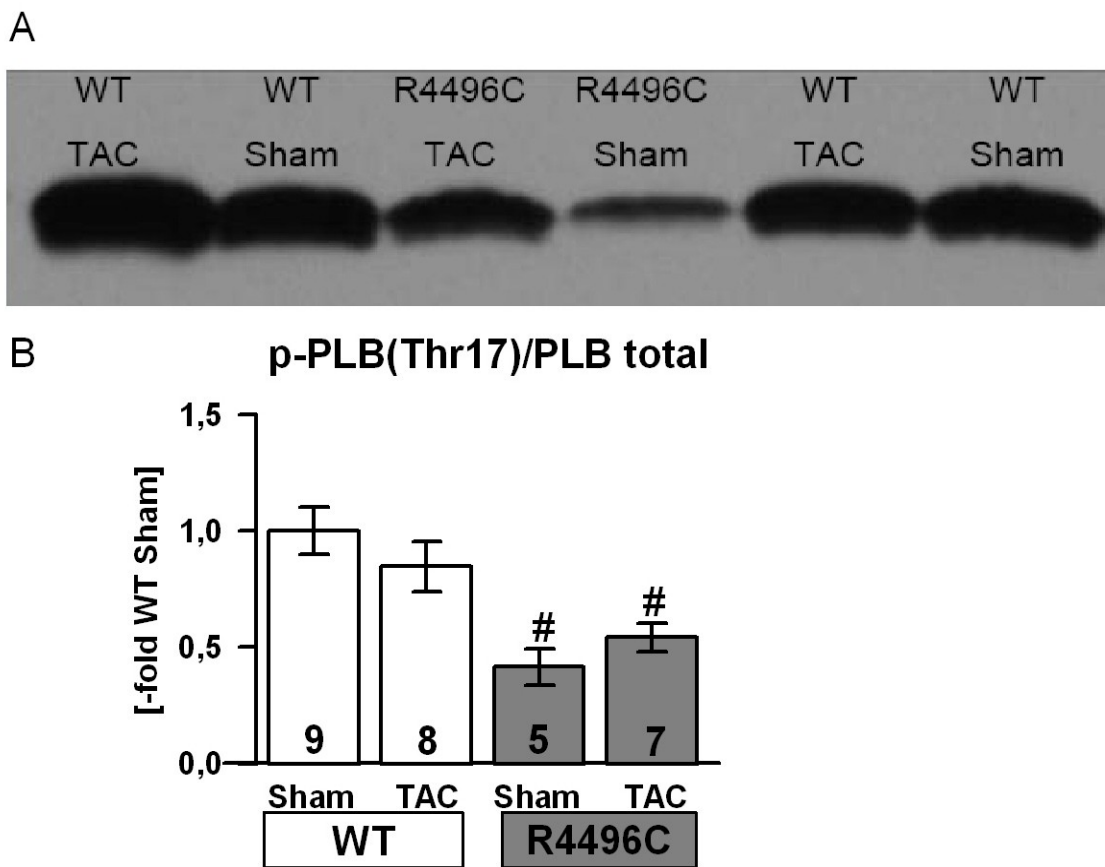 A
WT WT R4496C R4496C WT WT
TAC Sham TAC Sham TAC Sham
B p-PLB(Thr17)/PLB total
[-fold WT Sham]
1,5
1,0
# #
0,5
9 8 5 7
0,0
Sham TAC Sham TAC
WT R4496C